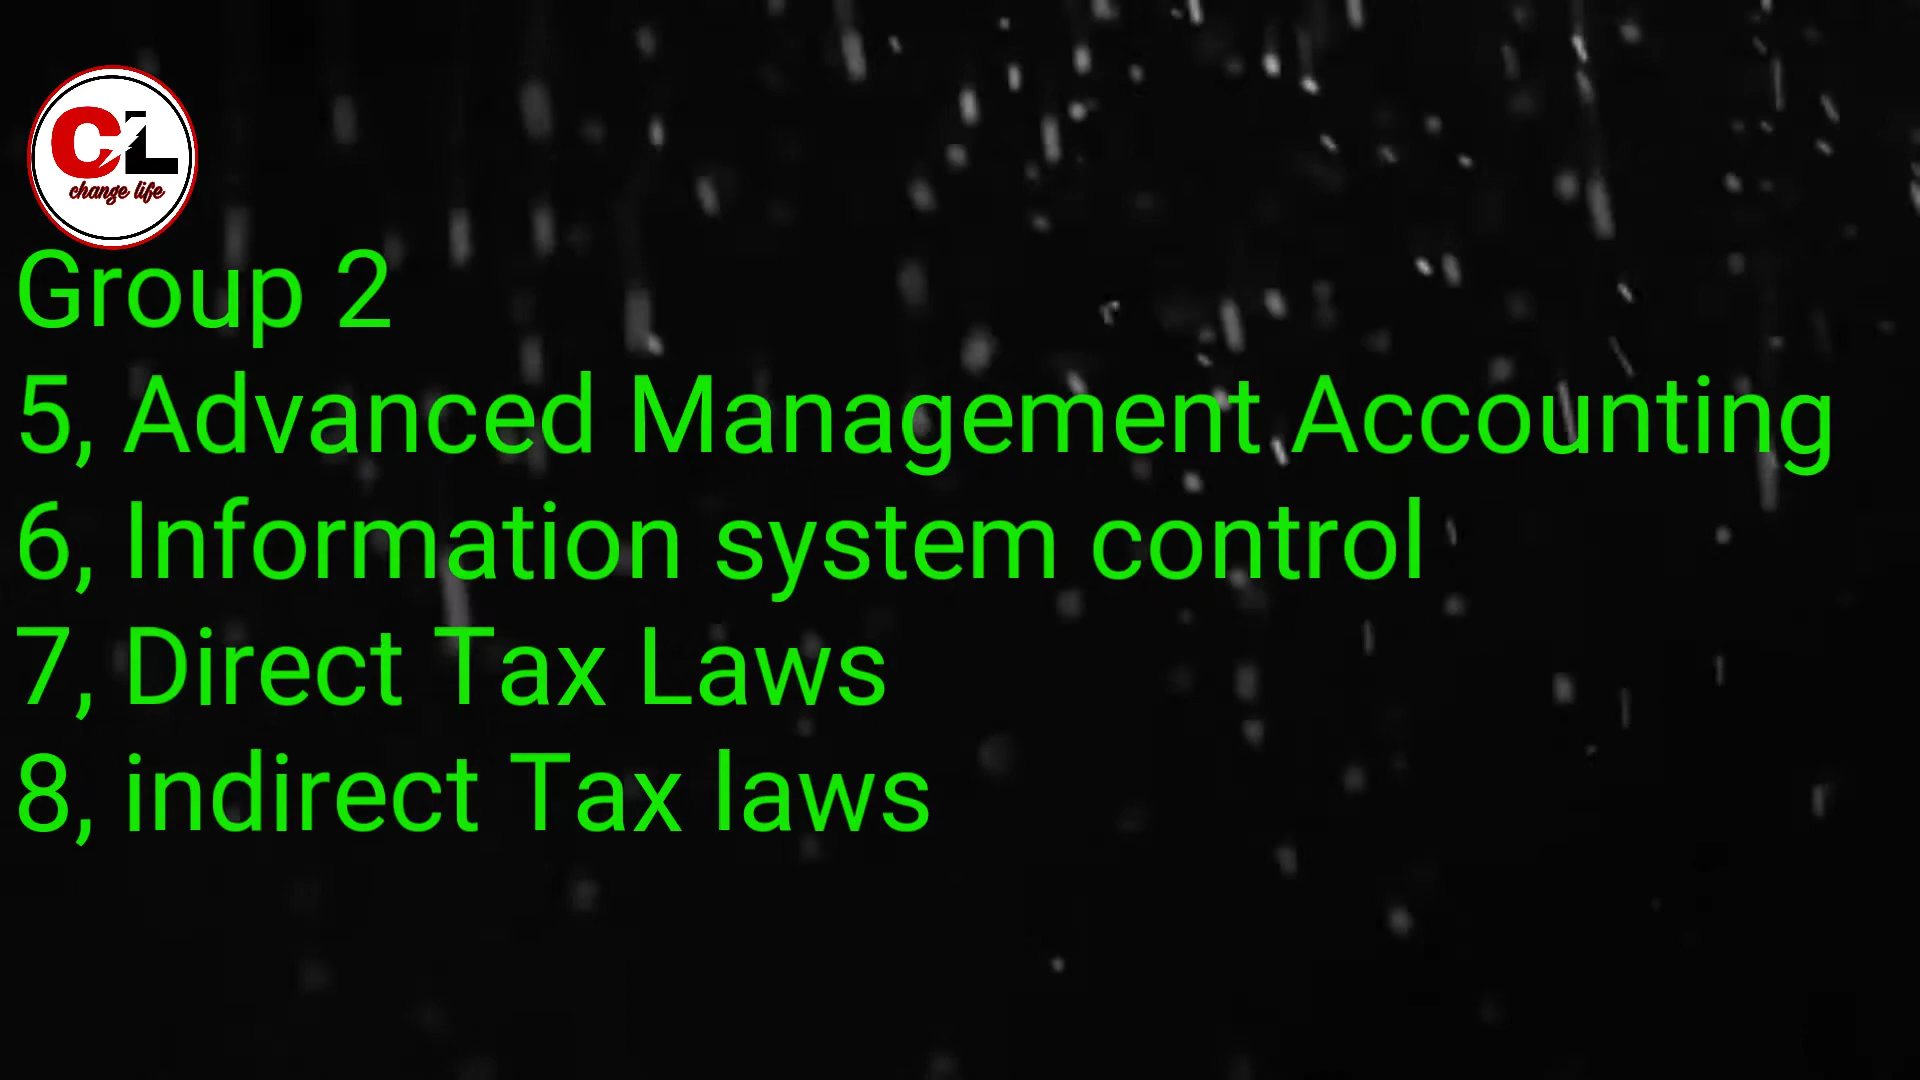 CL
change life
Group 2
5, Advanced Management Accounting
6, Information system control
7, Direct Tax Laws
8, indirect Tax laws